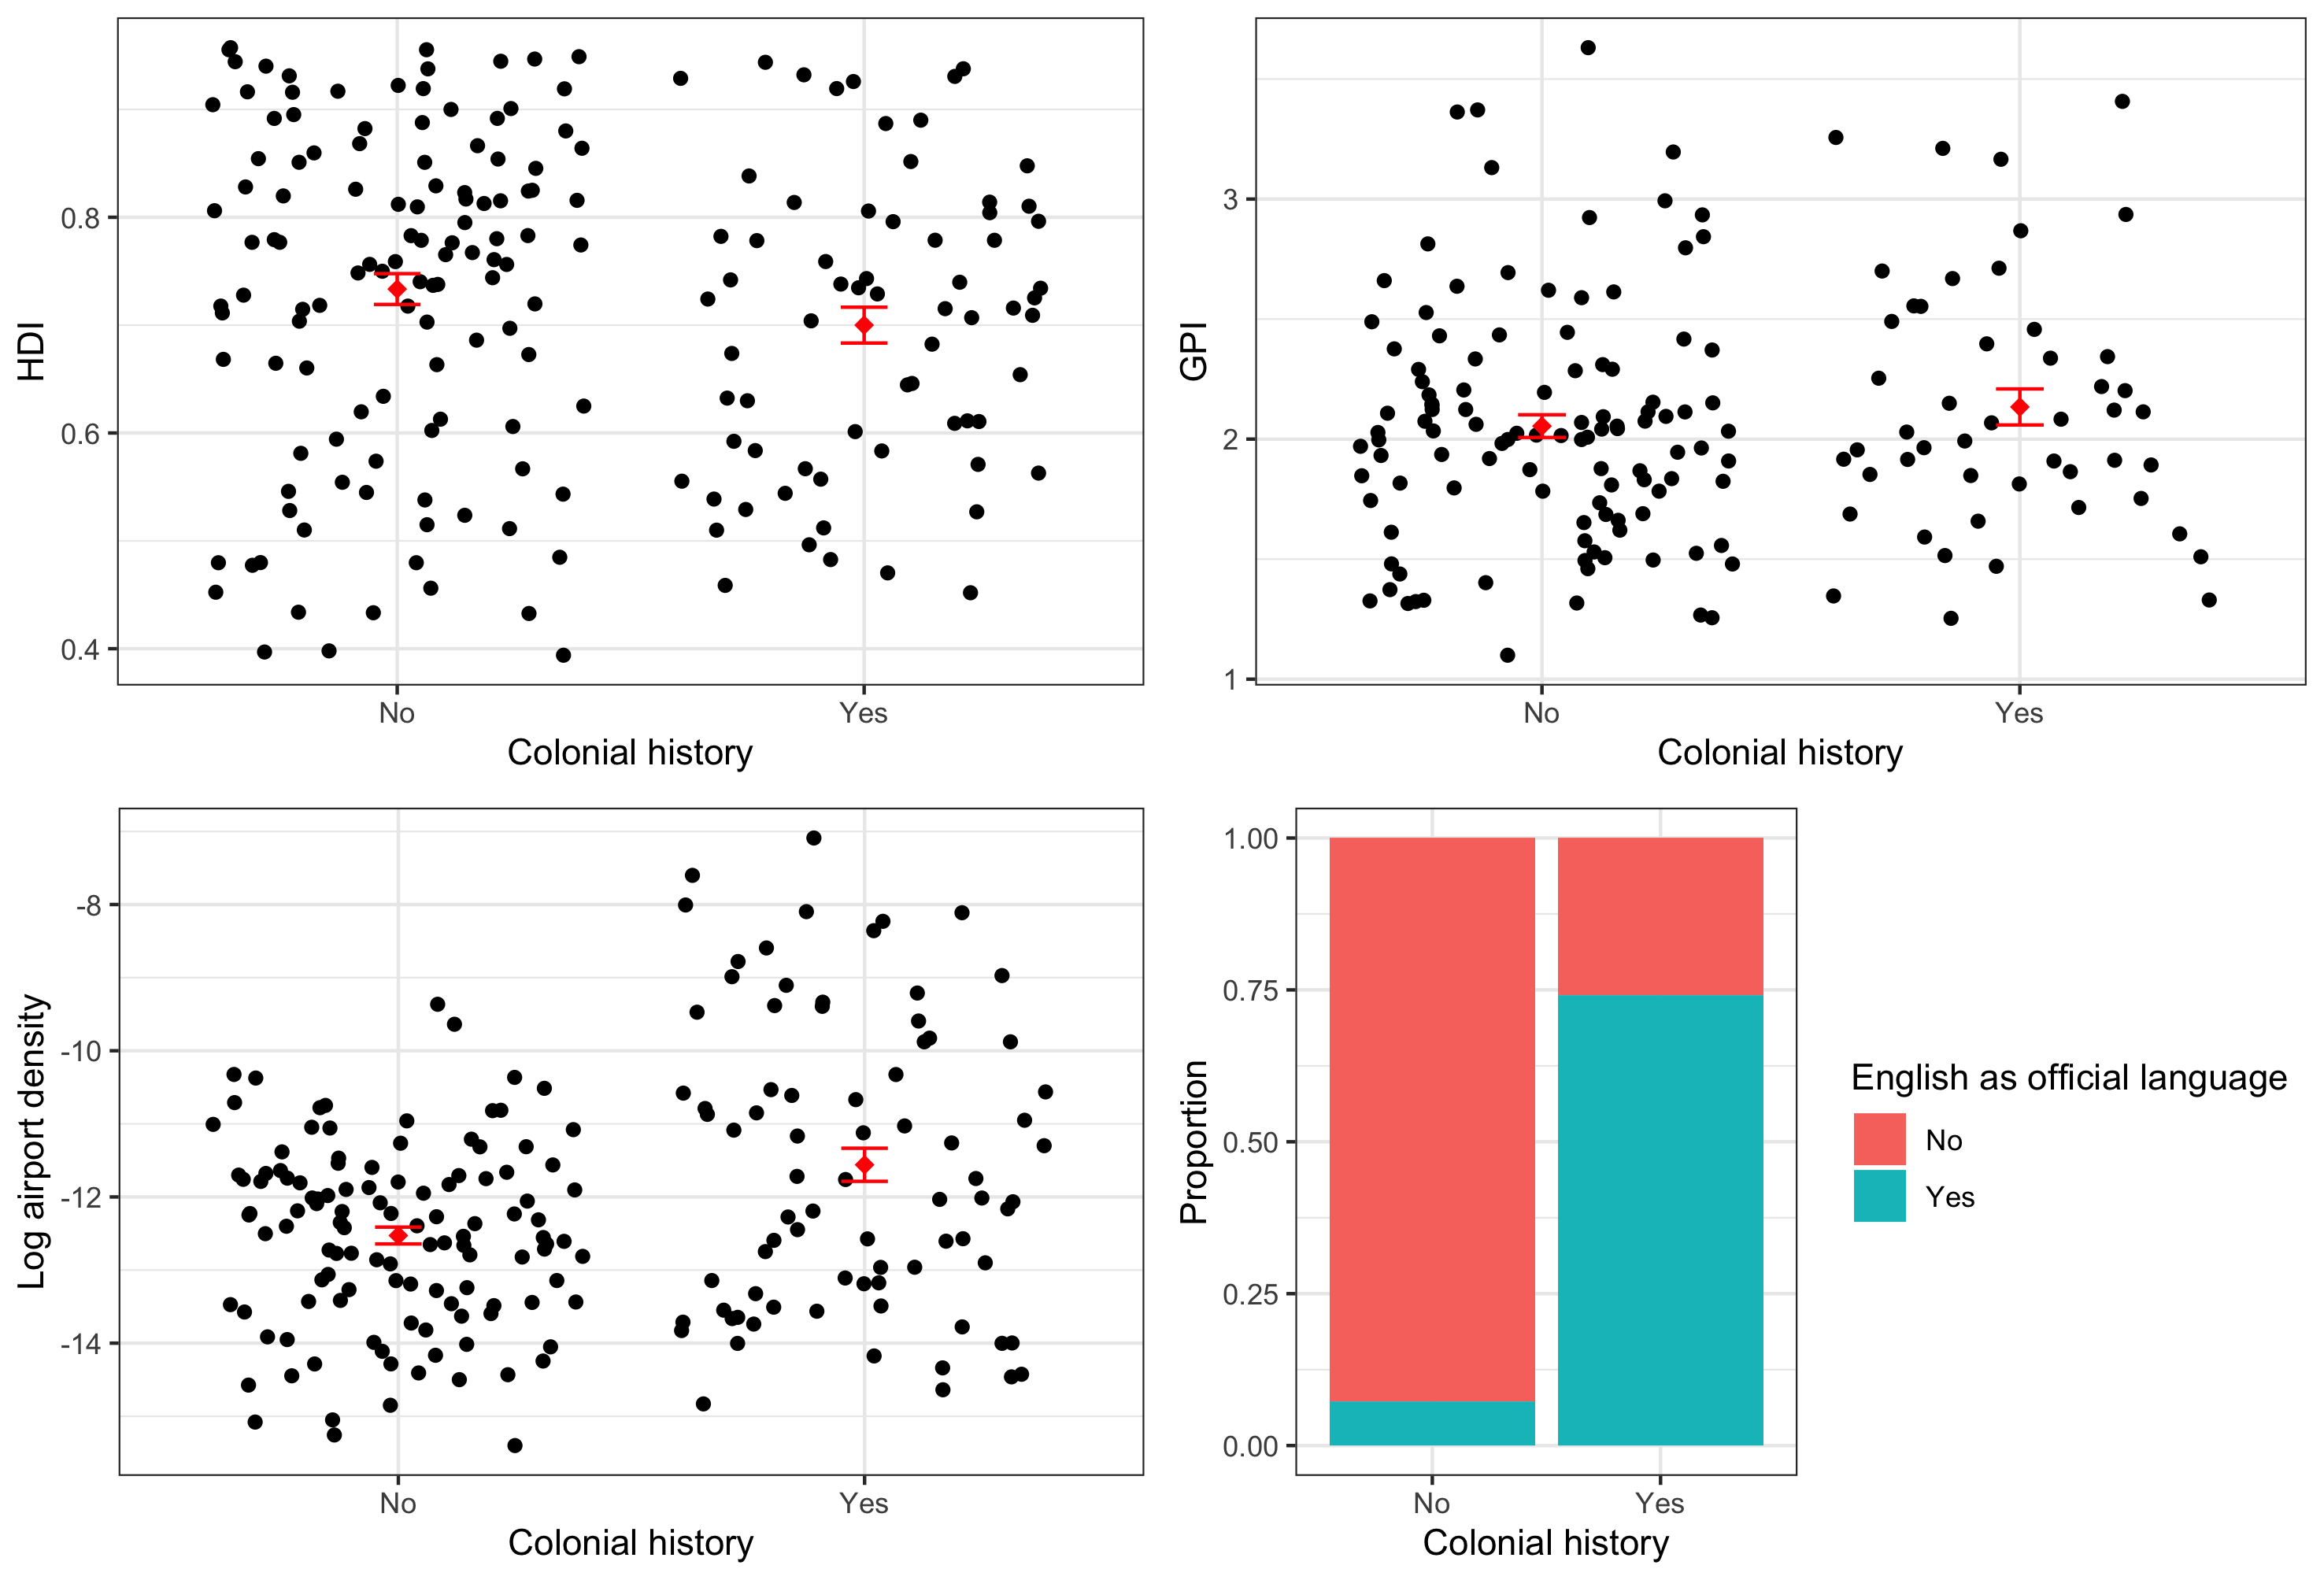 HDI
0.8
0.6
0.4
No
Yes
Colonial history
GPI
3
2
1
No
Yes
Colonial history
Log airport density
-8
-10
-12
-14
No
Yes
Colonial history
Proportion
1.00
0.75
0.50
0.25
0.00
No
Yes
Colonial history
English as official language
No
Yes